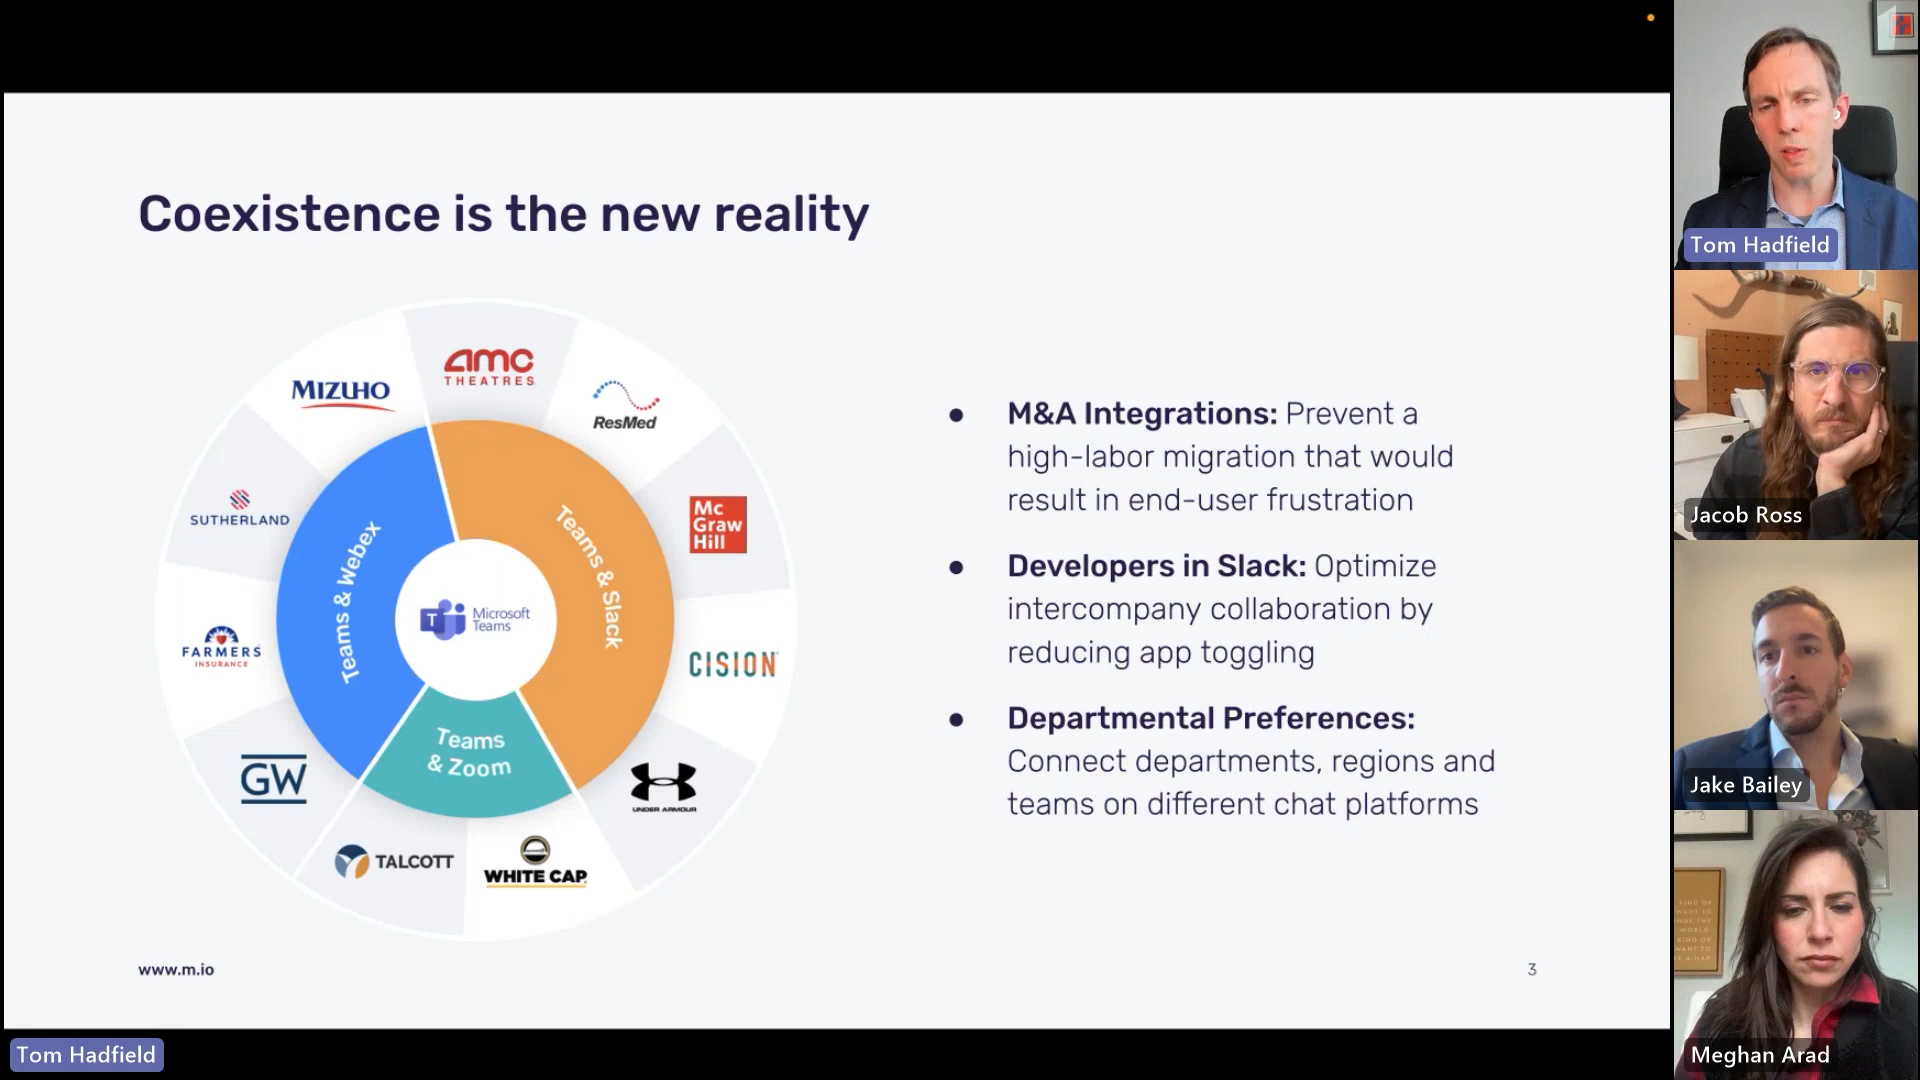 Coexistence is the new reality
MIZUHO
AMC
THEATRES
ResMed
SUTHERLAND
Mc
Graw
Hill
FARMERS
INSURANCE
CISION
GW
UNDER ARMOUR
TALCOTT
WHITE CAP
Teams & Webex
Teams & Slack
Teams
& Zoom
T
Microsoft
Teams
● M&A Integrations: Prevent a
high-labor migration that would
result in end-user frustration
● Developers in Slack: Optimize
intercompany collaboration by
reducing app toggling
● Departmental Preferences:
Connect departments, regions and
teams on different chat platforms
www.m.io
3
Tom Hadfield
Tom Hadfield
Jacob Ross
Jake Bailey
Meghan Arad